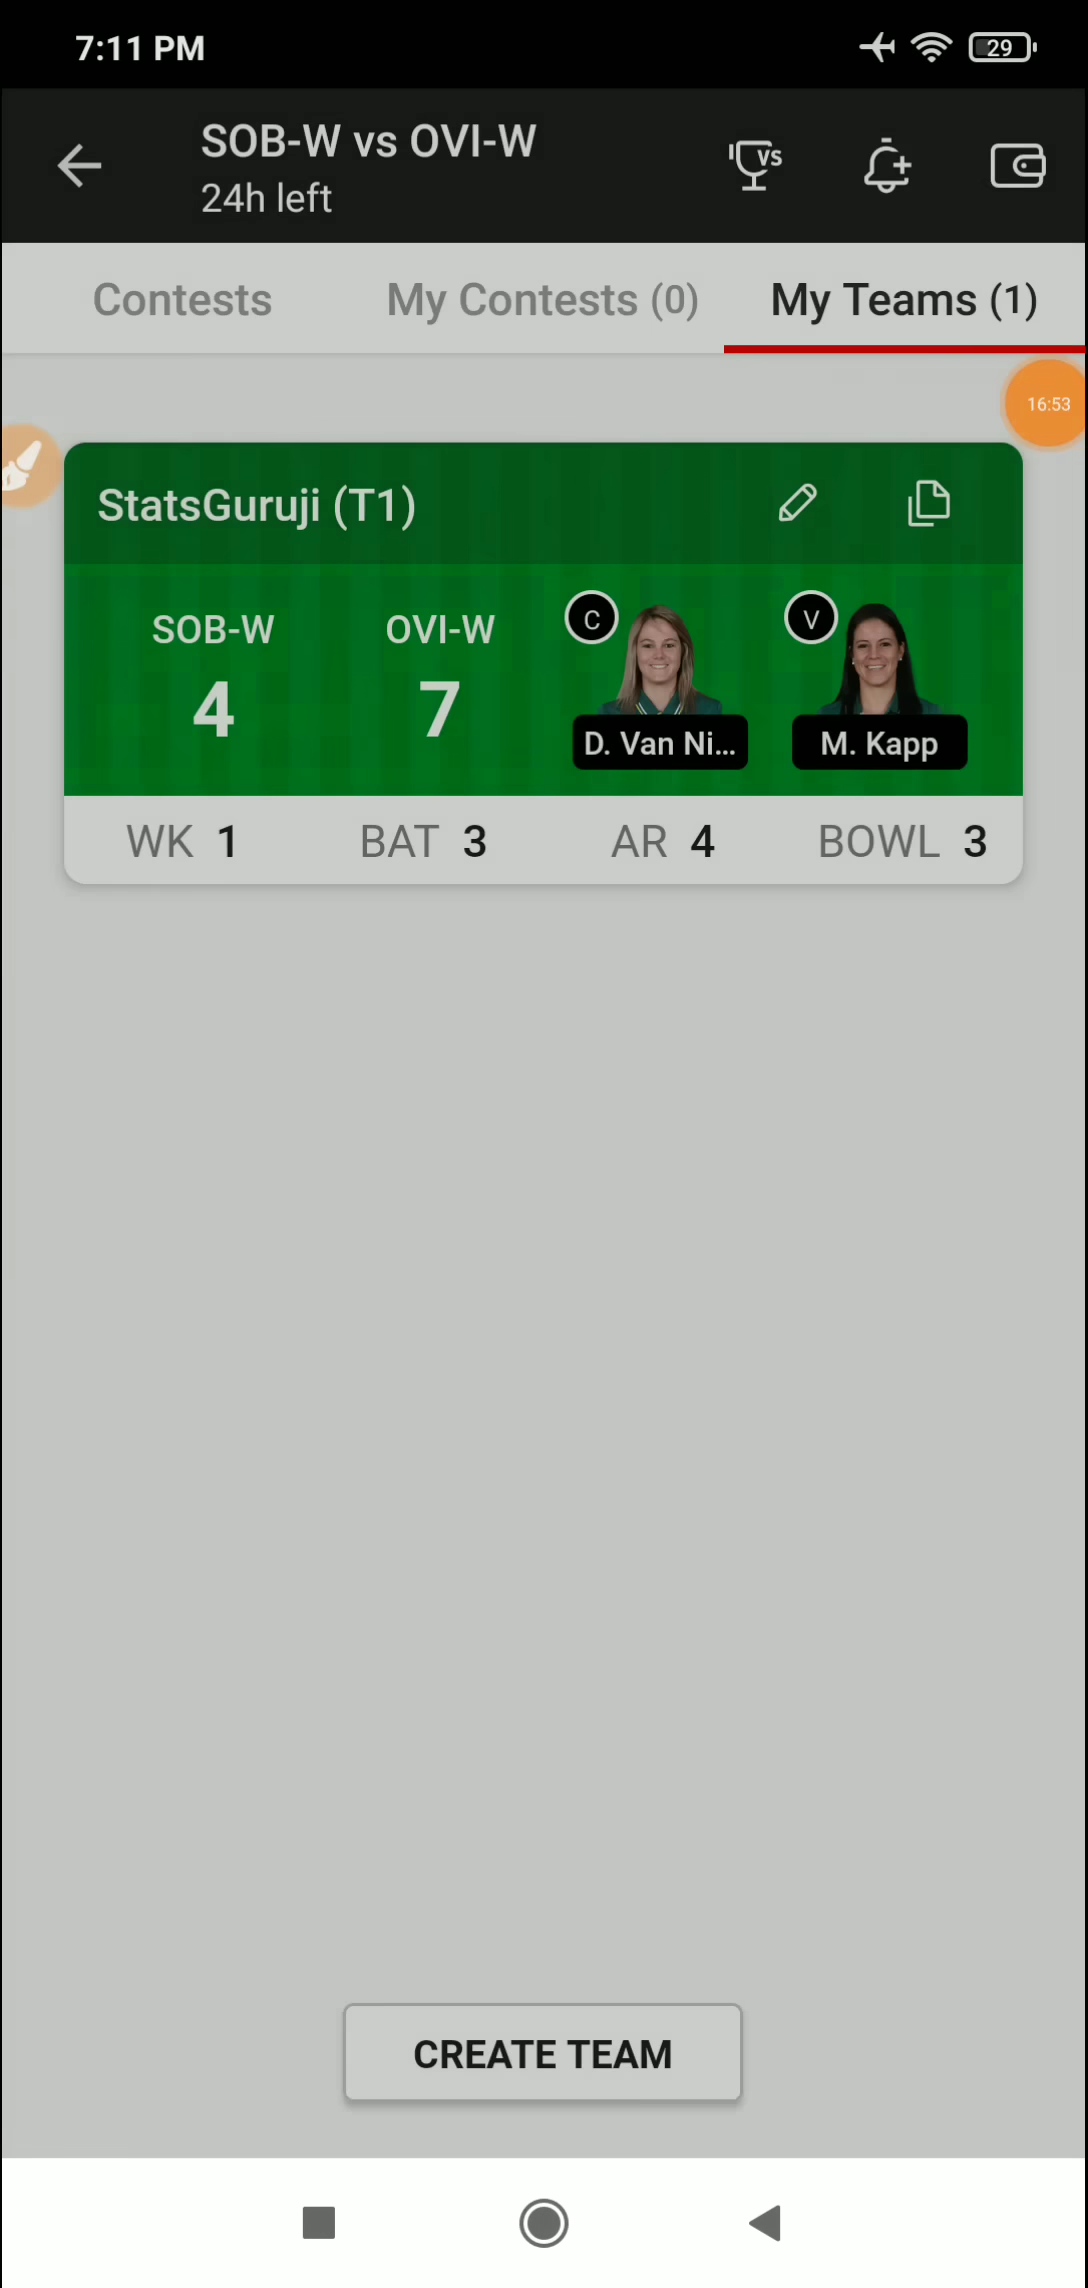 7:11 PM
29
SOB-W vs OVI-W
24h left
VS
Contests
My Contests (0)
My Teams (1)
16:53
StatsGuruji (T1)
SOB-W
OVI-W
C
V
4
7
D. Van Ni...
M. Kapp
WK 1
BAT 3
AR 4
BOWL 3
CREATE TEAM